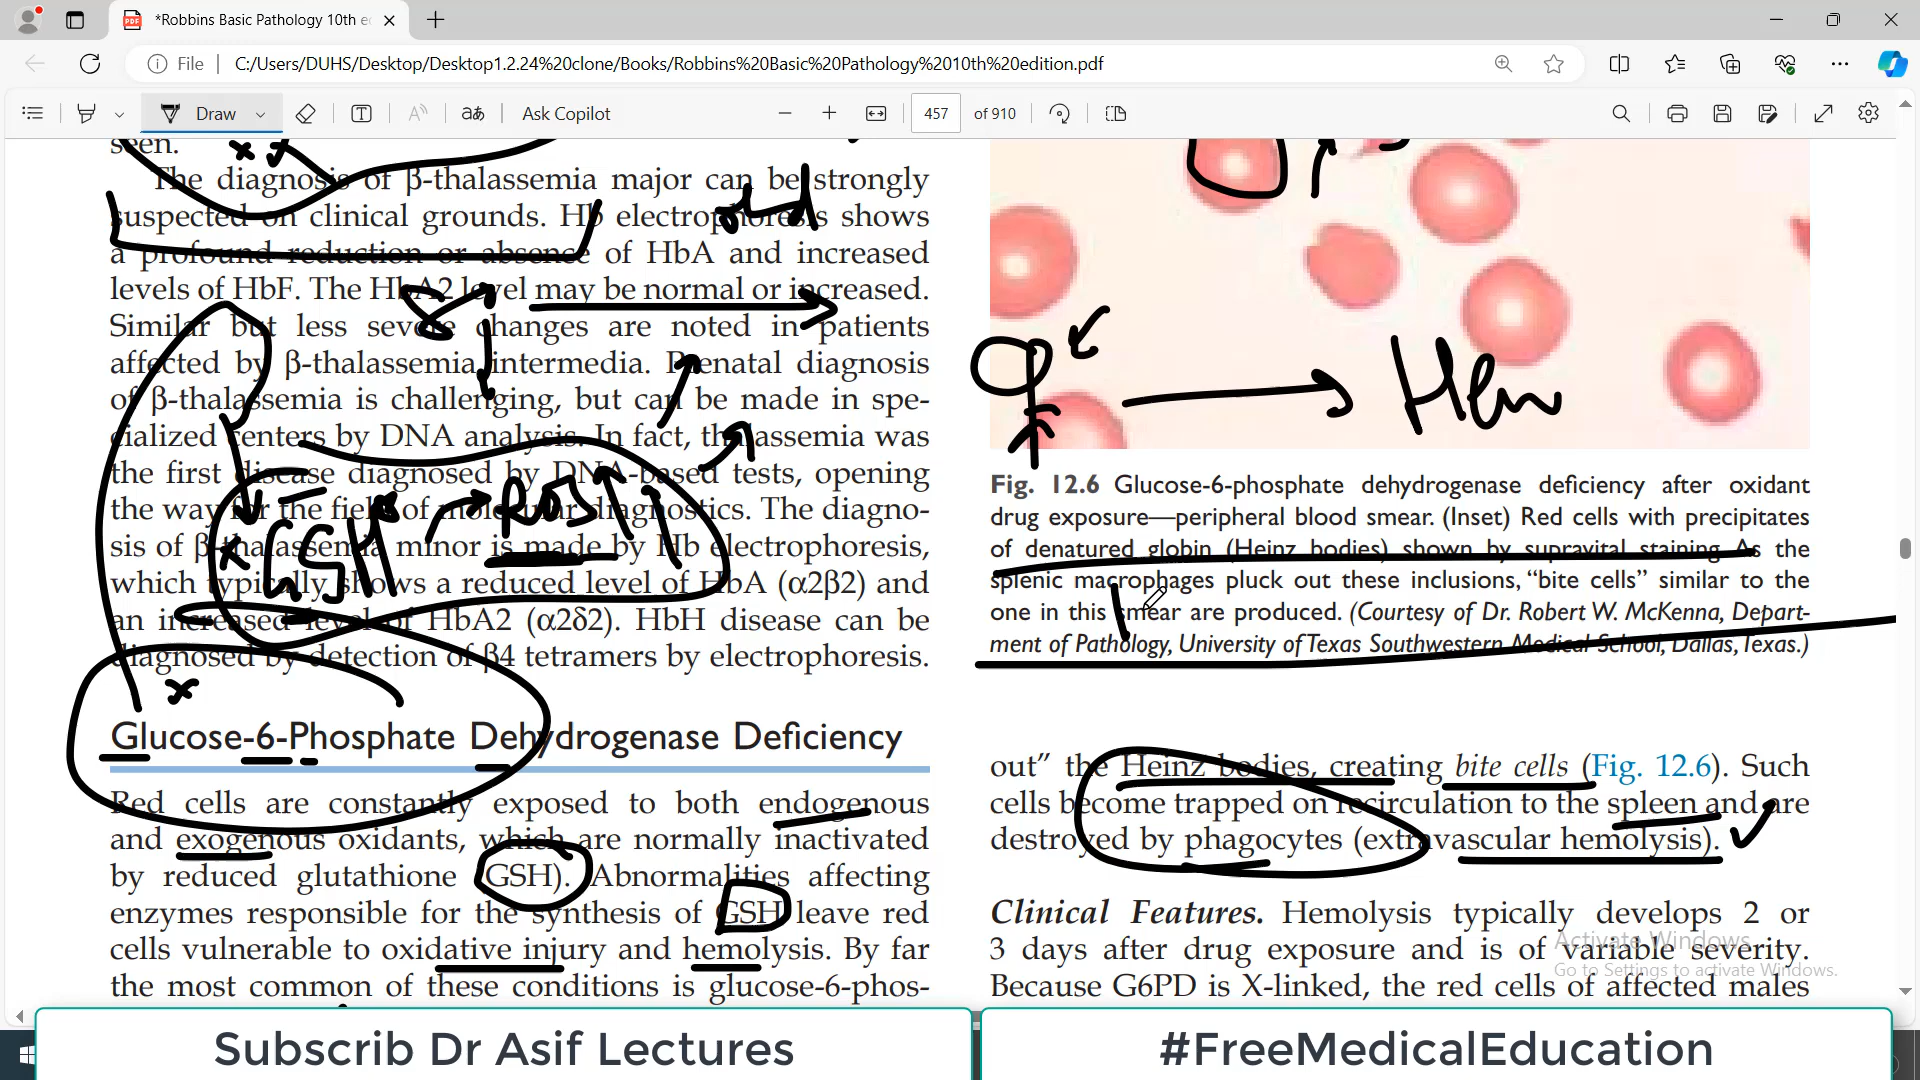 *Robbins Basic Pathology 10th e
File
C:/Users/DUHS/Desktop/Desktop1.2.24%20clone/Books/Robbins%20Basic%20Pathology%2010th%20edition.pdf
Draw
Ask Copilot
457 of 910
seen.
The diagnosis of β-thalassemia major can be strongly
suspected on clinical grounds. Hb electrophoresis shows
a profound reduction or absence of HbA and increased
levels of HbF. The HbA2 level may be normal or increased.
Similar but less severe changes are noted in patients
affected by β-thalassemia intermedia. Prenatal diagnosis
of β-thalassemia is challenging, but can be made in spe-
cialized centers by DNA analysis. In fact, thalassemia was
the first disease diagnosed by DNA-based tests, opening
the way for the field of molecular diagnostics. The diagno-
sis of β-thalassemia minor is made by Hb electrophoresis,
which typically shows a reduced level of HbA (α2β2) and
an increased level of HbA2 (α2δ2). HbH disease can be
diagnosed by detection of β4 tetramers by electrophoresis.
GSH
ROS
Glucose-6-Phosphate Dehydrogenase Deficiency
Red cells are constantly exposed to both endogenous
and exogenous oxidants, which are normally inactivated
by reduced glutathione (GSH). Abnormalities affecting
enzymes responsible for the synthesis of GSH leave red
cells vulnerable to oxidative injury and hemolysis. By far
the most common of these conditions is glucose-6-phos-
Fig. 12.6 Glucose-6-phosphate dehydrogenase deficiency after oxidant
drug exposure—peripheral blood smear. (Inset) Red cells with precipitates
of denatured globin (Heinz bodies) shown by supravital staining. As the
splenic macrophages pluck out these inclusions, “bite cells” similar to the
one in this smear are produced. (Courtesy of Dr. Robert W. McKenna, Depart-
ment of Pathology, University of Texas Southwestern Medical School, Dallas, Texas.)
out” the Heinz bodies, creating bite cells (Fig. 12.6). Such
cells become trapped on recirculation to the spleen and are
destroyed by phagocytes (extravascular hemolysis).
Clinical Features. Hemolysis typically develops 2 or
3 days after drug exposure and is of variable severity.
Because G6PD is X-linked, the red cells of affected males
Activate Windows
Go to Settings to activate Windows.
Subscrib Dr Asif Lectures
#FreeMedicalEducation